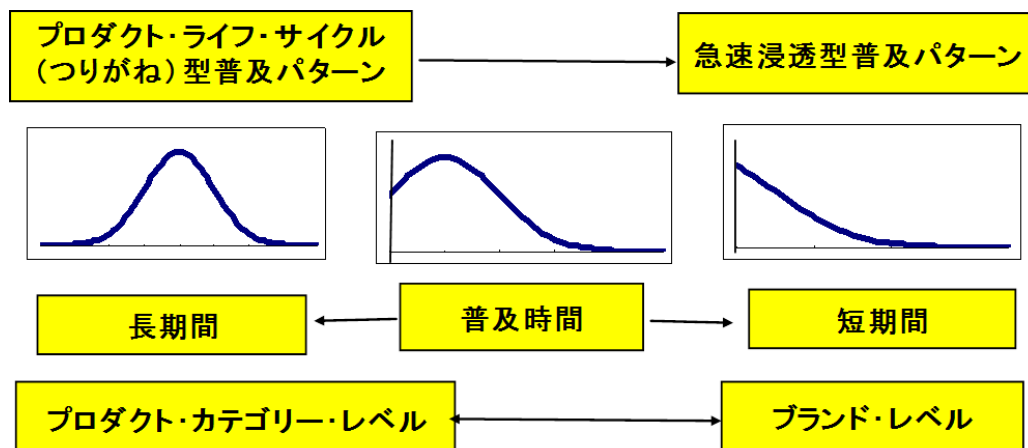 プロダクト・ライフ・サイクル
(つりがね)型普及パターン
急速浸透型普及パターン
長期間
普及時間
短期間
プロダクト・カテゴリー・レベル
ブランド・レベル